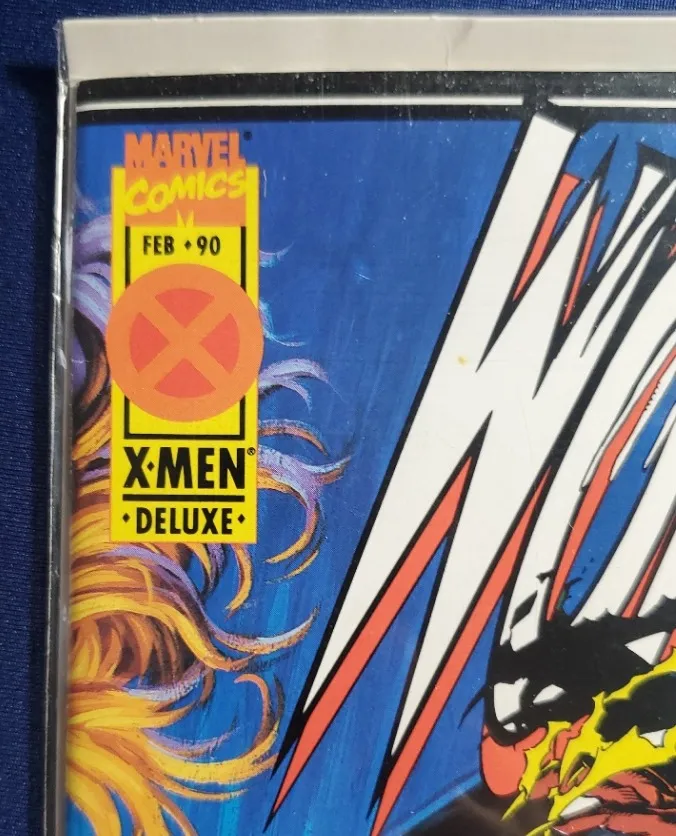 MARVEL®
COMICS
FEB • 90
X•MEN®
• DELUXE •